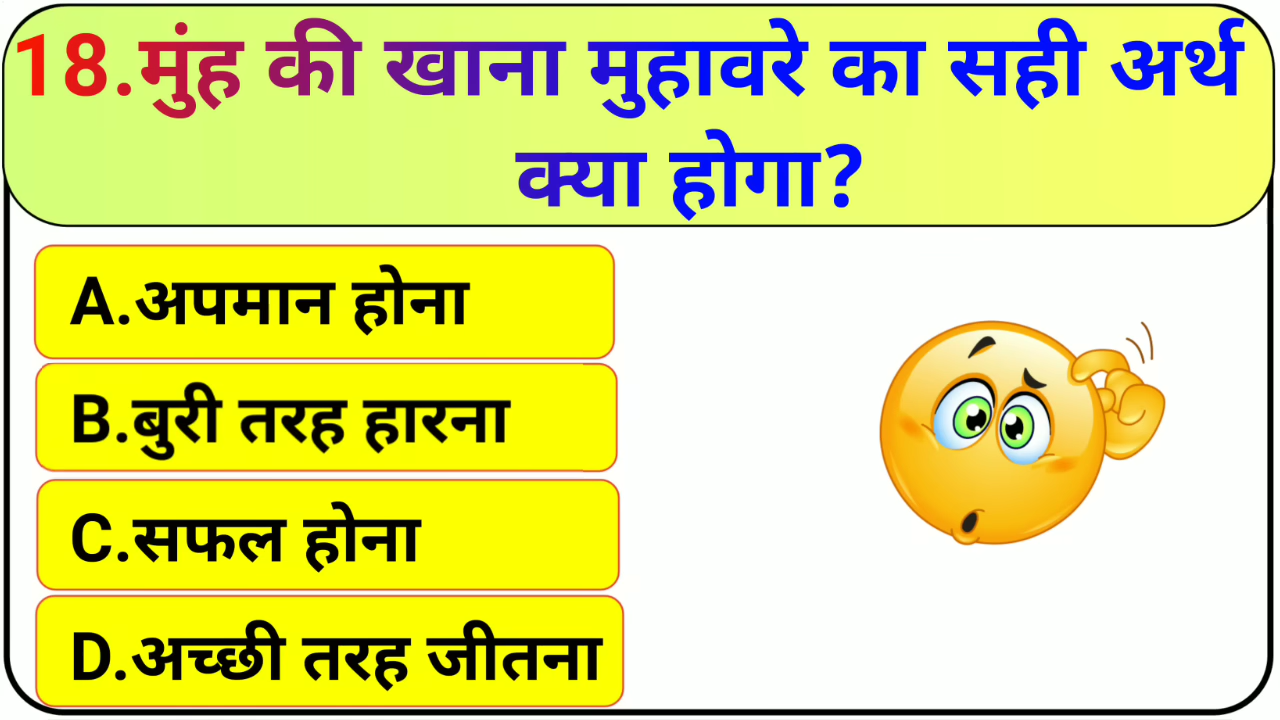 18.मुंह की खाना मुहावरे का सही अर्थ
क्या होगा?
A.अपमान होना
B.बुरी तरह हारना
C.सफल होना
D.अच्छी तरह जीतना